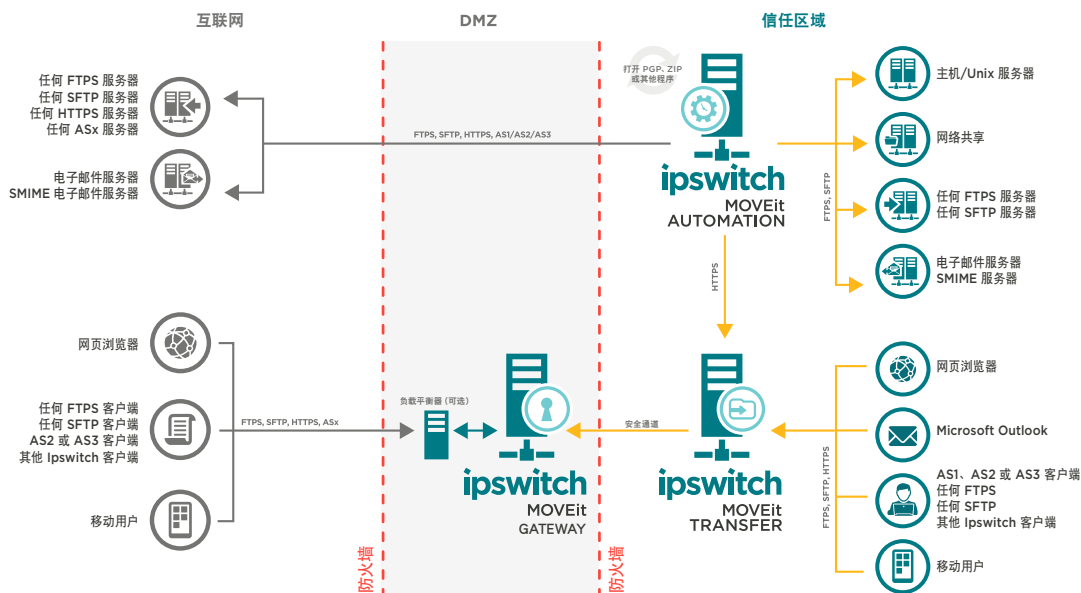 互联网
DMZ
信任区域
任何 FTPS 服务器
任何 SFTP 服务器
任何 HTTPS 服务器
任何 ASx 服务器
电子邮件服务器
SMIME 电子邮件服务器
FTPS, SFTP, HTTPS, AS1/AS2/AS3
打开 PGP、ZIP
或其他程序
ipswitch
MOVEit
AUTOMATION
FTPS, SFTP
主机/Unix 服务器
网络共享
任何 FTPS 服务器
任何 SFTP 服务器
电子邮件服务器
SMIME 服务器
HTTPS
网页浏览器
任何 FTPS 客户端
任何 SFTP 客户端
AS2 或 AS3 客户端
其他 Ipswitch 客户端
移动用户
FTPS, SFTP, HTTPS, ASx
负载平衡器 (可选)
ipswitch
MOVEit
GATEWAY
安全通道
ipswitch
MOVEit
TRANSFER
FTPS, SFTP, HTTPS
网页浏览器
Microsoft Outlook
AS1、AS2 或 AS3 客户端
任何 FTPS
任何 SFTP
其他 Ipswitch 客户端
移动用户
防火墙
防火墙